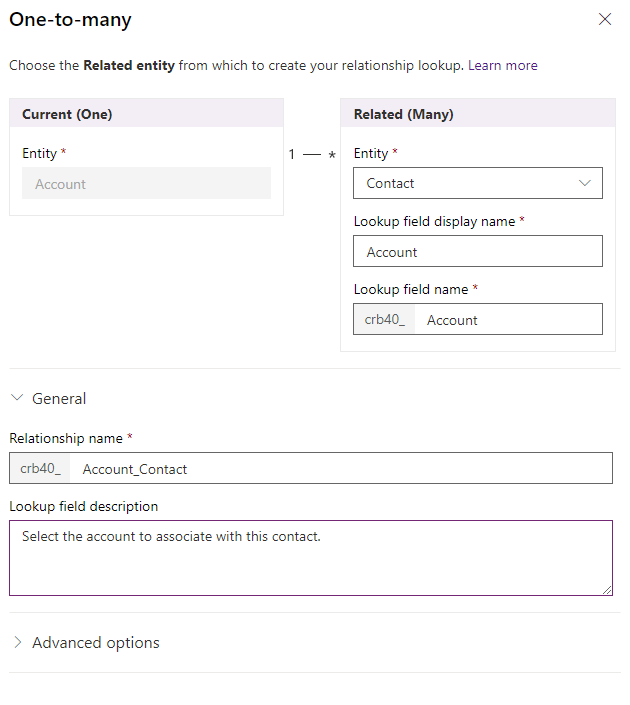 One-to-many
Choose the Related entity from which to create your relationship lookup. Learn more
Current (One)
Entity *
Account
1 — *
Related (Many)
Entity *
Contact
Lookup field display name *
Account
Lookup field name *
crb40_ Account
General
Relationship name *
crb40_ Account_Contact
Lookup field description
Select the account to associate with this contact.
Advanced options